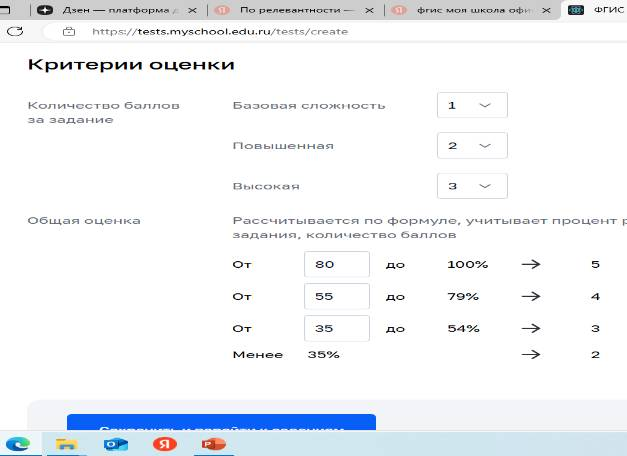 Дзен — платформа д
Я По релевантности —
Я фгис моя школа офи
ФГИС
https://tests.myschool.edu.ru/tests/create
Критерии оценки
Количество баллов
за задание
Базовая сложность 1
Повышенная 2
Высокая 3
Общая оценка
Рассчитывается по формуле, учитывает процент р
задания, количество баллов
От 80 до 100% → 5
От 55 до 79% → 4
От 35 до 54% → 3
Менее 35% → 2
Сохранить и перейти к заданиям
Я